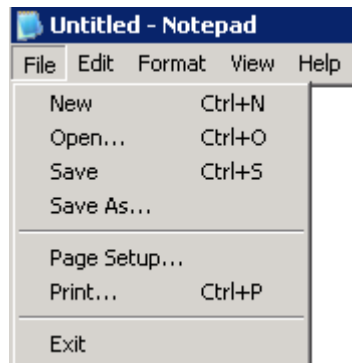 Untitled - Notepad
File Edit Format View Help
New Ctrl+N
Open... Ctrl+O
Save Ctrl+S
Save As...
Page Setup...
Print... Ctrl+P
Exit